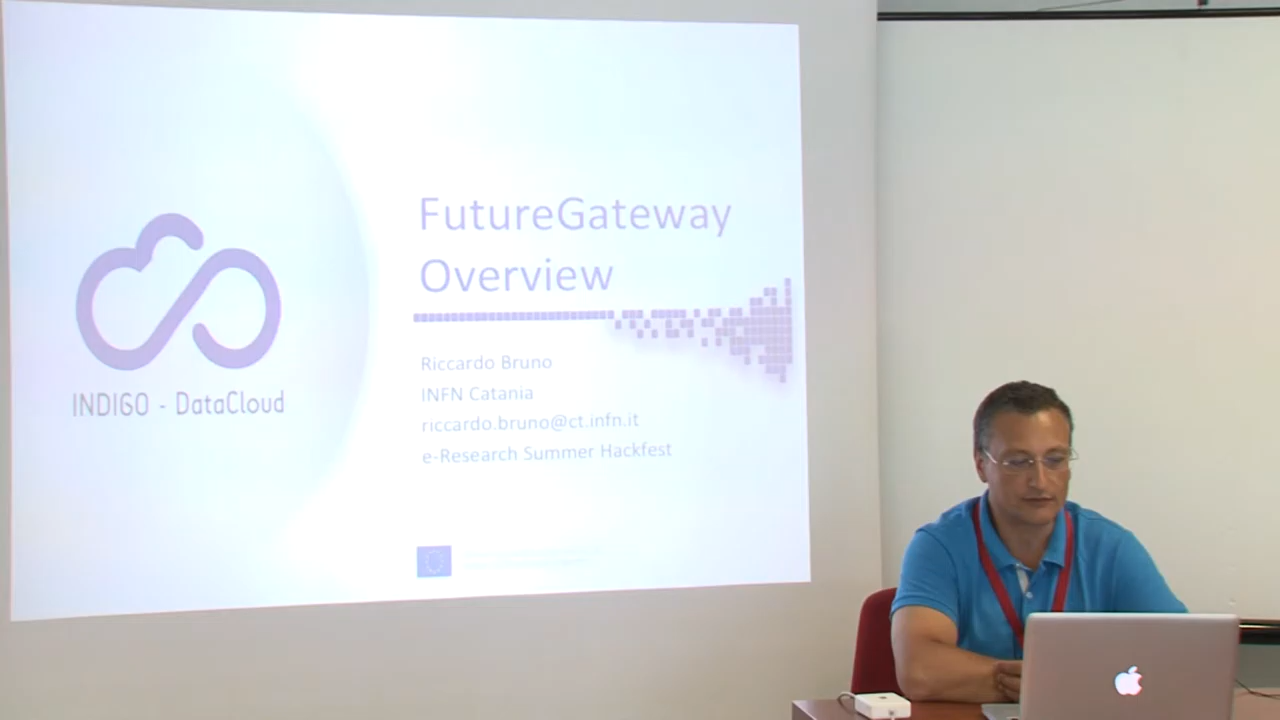 FutureGateway
Overview
Riccardo Bruno
INFN Catania
riccardo.bruno@ct.infn.it
e-Research Summer Hackfest
INDIGO - DataCloud